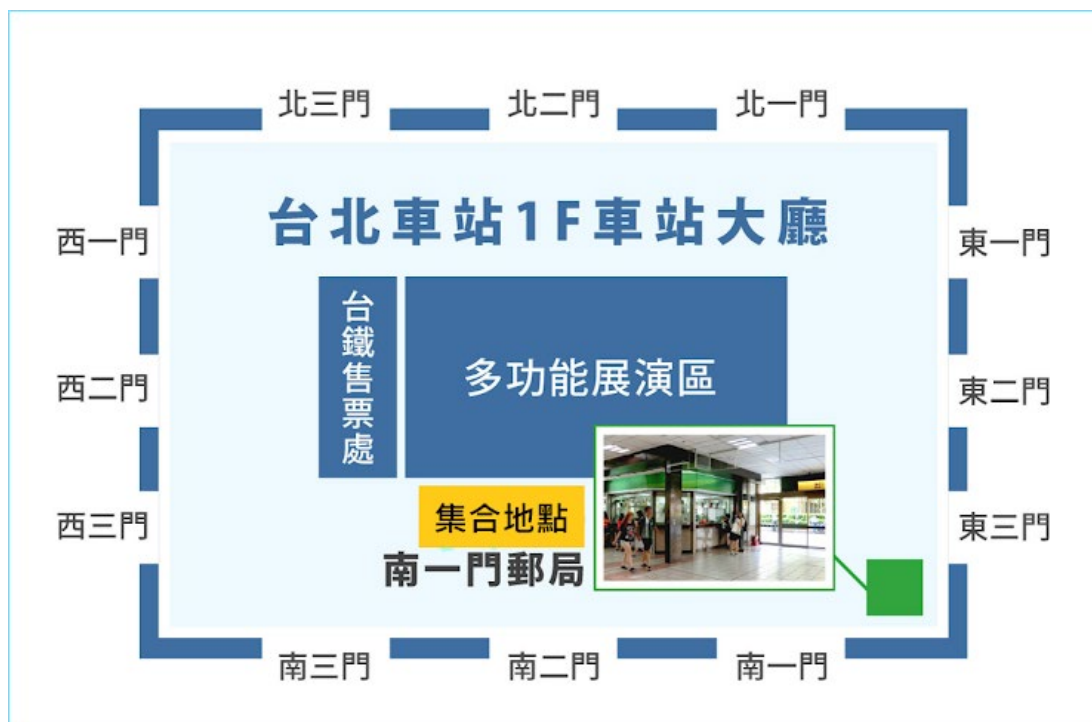 北三門
北二門
北一門
台北車站1F車站大廳
西一門
東一門
台鐵售票處
多功能展演區
西二門
東二門
集合地點
西三門
東三門
南一門郵局
南三門
南二門
南一門